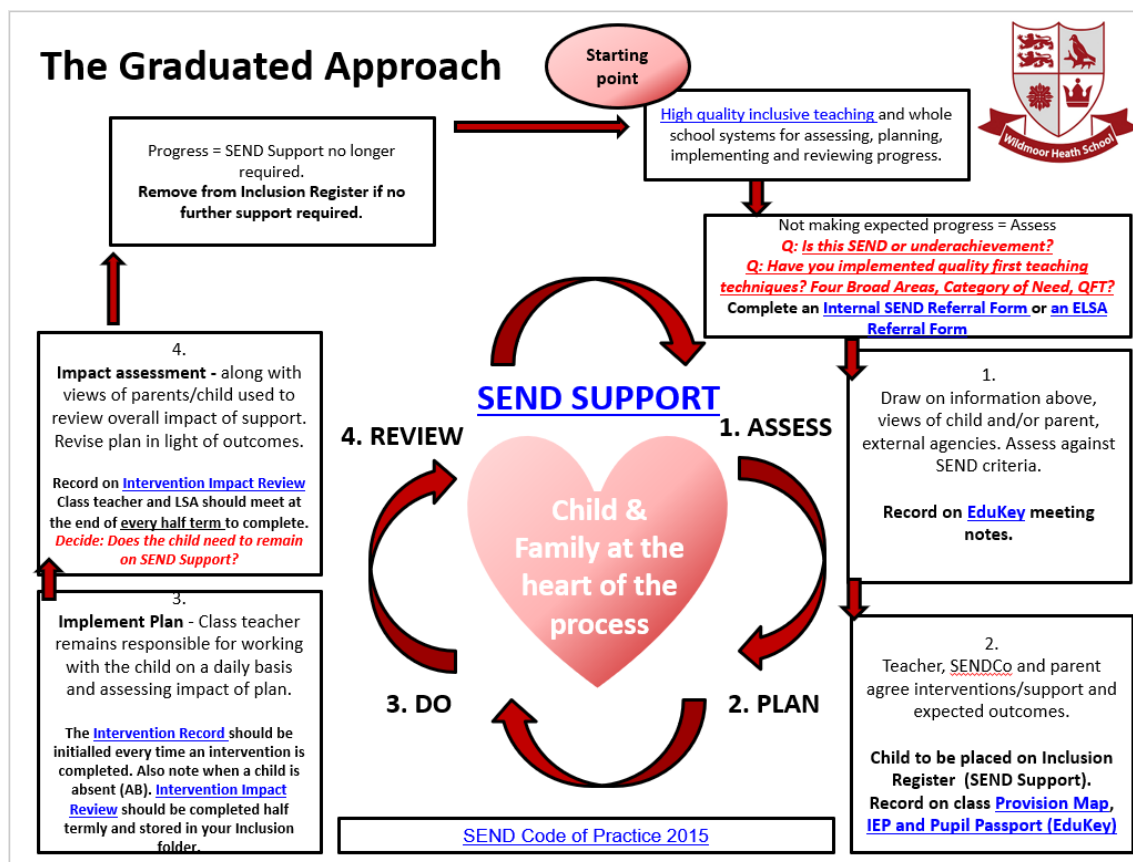 The Graduated Approach
Starting
point
Wildmoor Heath School
High quality inclusive teaching and whole
school systems for assessing, planning,
implementing and reviewing progress.
Progress = SEND Support no longer
required.
Remove from Inclusion Register if no
further support required.
Not making expected progress = Assess
Q: Is this SEND or underachievement?
Q: Have you implemented quality first teaching
techniques? Four Broad Areas, Category of Need, QFT?
Complete an Internal SEND Referral Form or an ELSA
Referral Form
1.
Draw on information above,
views of child and/or parent,
external agencies. Assess against
SEND criteria.
Record on EduKey meeting
notes.
2.
Teacher, SENDCo and parent
agree interventions/support and
expected outcomes.
Child to be placed on Inclusion
Register (SEND Support).
Record on class Provision Map,
IEP and Pupil Passport (EduKey)
3.
Implement Plan - Class teacher
remains responsible for working
with the child on a daily basis
and assessing impact of plan.
The Intervention Record should be
initialled every time an intervention is
completed. Also note when a child is
absent (AB). Intervention Impact
Review should be completed half
termly and stored in your Inclusion
folder.
4.
Impact assessment - along with
views of parents/child used to
review overall impact of support.
Revise plan in light of outcomes.
Record on Intervention Impact Review
Class teacher and LSA should meet at
the end of every half term to complete.
Decide: Does the child need to remain
on SEND Support?
SEND SUPPORT
1. ASSESS
2. PLAN
3. DO
4. REVIEW
Child &
Family at the
heart of the
process
SEND Code of Practice 2015